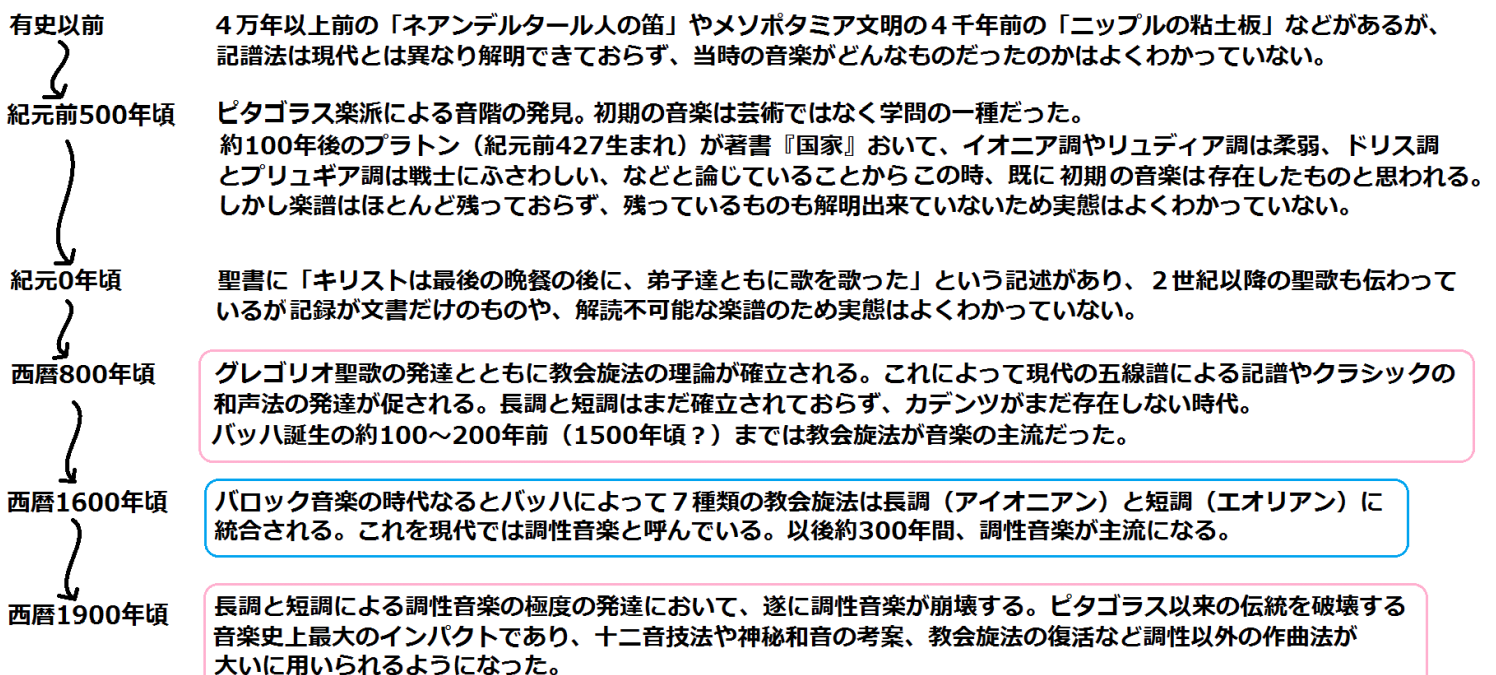 有史以前
４万年以上前の「ネアンデルタール人の笛」やメソポタミア文明の４千年前の「ニップルの粘土板」などがあるが、
記譜法は現代とは異なり解明できておらず、当時の音楽がどんなものだったのかはよくわかっていない。
紀元前500年頃
ピタゴラス楽派による音階の発見。初期の音楽は芸術ではなく学問の一種だった。
約100年後のプラトン（紀元前427生まれ）が著書『国家』おいて、イオニア調やリュディア調は柔弱、ドリス調
とプリュギア調は戦士にふさわしい、などと論じていることからこの時、既に初期の音楽は存在したものと思われる。
しかし楽譜はほとんど残っておらず、残っているものも解明出来ていないため実態はよくわかっていない。
紀元0年頃
聖書に「キリストは最後の晩餐の後に、弟子達ともに歌を歌った」という記述があり、２世紀以降の聖歌も伝わって
いるが記録が文書だけのものや、解読不可能な楽譜のため実態はよくわかっていない。
西暦800年頃
グレゴリオ聖歌の発達とともに教会旋法の理論が確立される。これによって現代の五線譜による記譜やクラシックの
和声法の発達が促される。長調と短調はまだ確立されておらず、カデンツがまだ存在しない時代。
バッハ誕生の約100～200年前（1500年頃？）までは教会旋法が音楽の主流だった。
西暦1600年頃
バロック音楽の時代なるとバッハによって７種類の教会旋法は長調（アイオニアン）と短調（エオリアン）に
統合される。これを現代では調性音楽と呼んでいる。以後約300年間、調性音楽が主流になる。
西暦1900年頃
長調と短調による調性音楽の極度の発達において、遂に調性音楽が崩壊する。ピタゴラス以来の伝統を破壊する
音楽史上最大のインパクトであり、十二音技法や神秘和音の考案、教会旋法の復活など調性以外の作曲法が
大いに用いられるようになった。